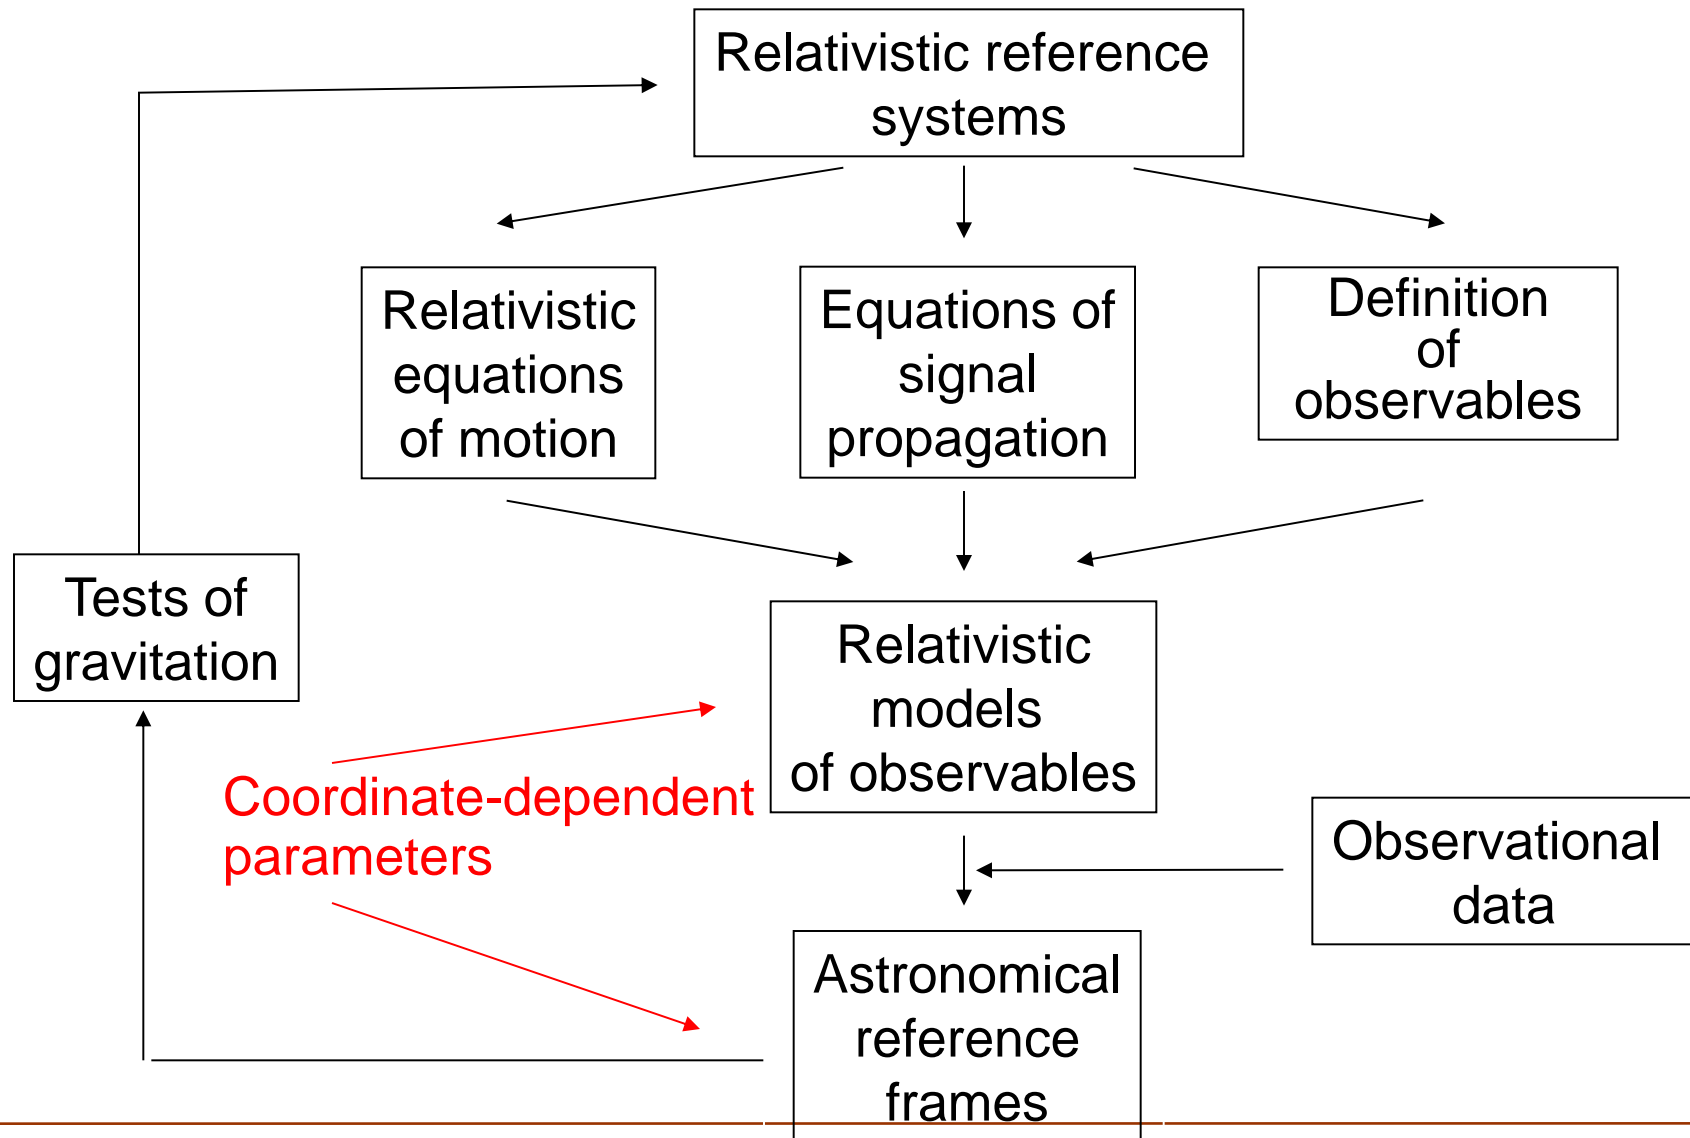 Relativistic reference
systems
Relativistic
equations
of motion
Equations of
signal
propagation
Definition
of
observables
Tests of
gravitation
Relativistic
models
of observables
Coordinate-dependent
parameters
Observational
data
Astronomical
reference
frames